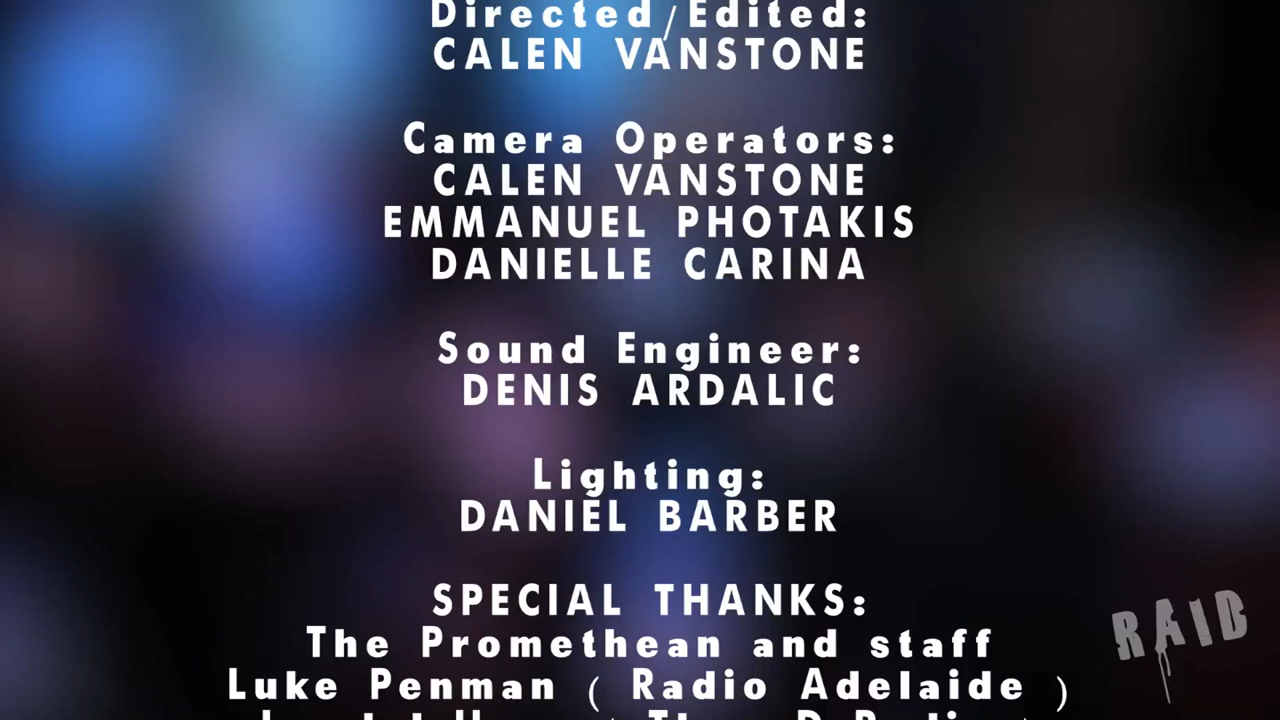 Directed/Edited:
CALEN VANSTONE
Camera Operators:
CALEN VANSTONE
EMMANUEL PHOTAKIS
DANIELLE CARINA
Sound Engineer:
DENIS ARDALIC
Lighting:
DANIEL BARBER
SPECIAL THANKS:
The Promethean and staff
Luke Penman ( Radio Adelaide )
RAID